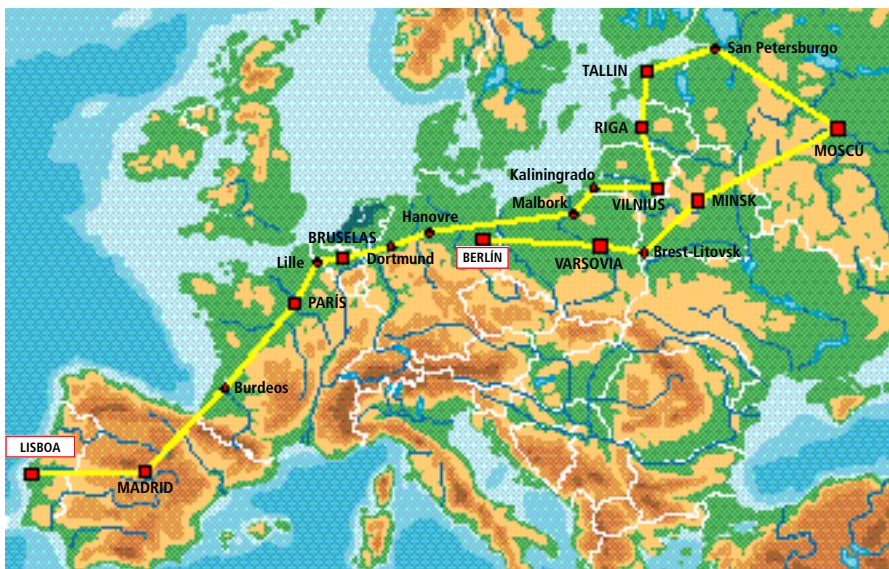 San Petersburgo
TALLIN
RIGA
MOSCÚ
Kaliningrado
VILNIUS
MINSK
Malbork
Hanovre
BRUSELAS
Dortmund
BERLÍN
VARSOVIA
Brest-Litovsk
Lille
PARÍS
Burdeos
LISBOA
MADRID